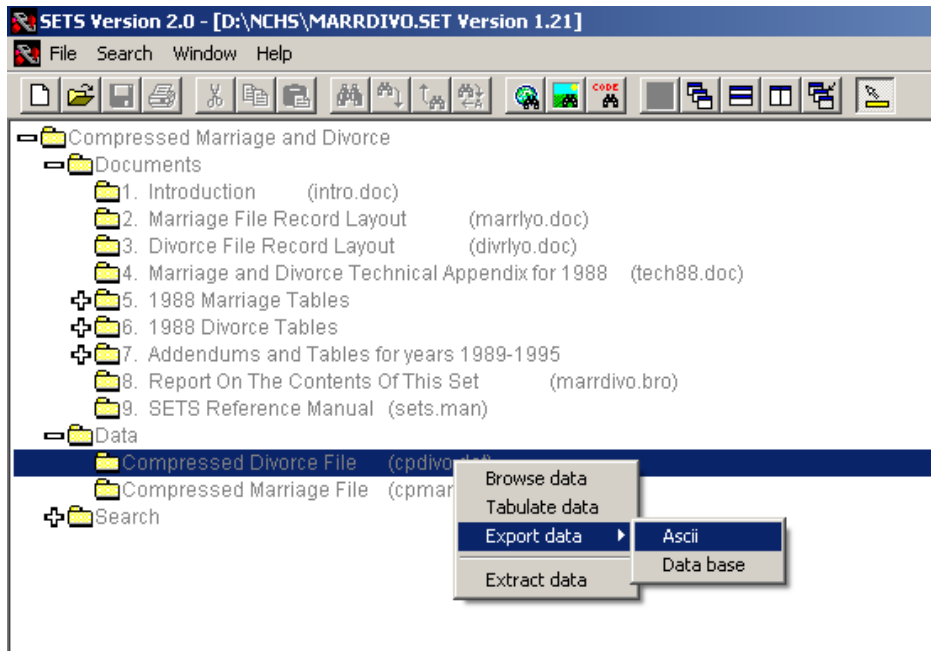 SETS Version 2.0 - [D:\NCHS\MARRDIVO.SET Version 1.21]
File Search Window Help
CODE
Compressed Marriage and Divorce
Documents
1. Introduction (intro.doc)
2. Marriage File Record Layout (marrlyo.doc)
3. Divorce File Record Layout (divrlyo.doc)
4. Marriage and Divorce Technical Appendix for 1988 (tech88.doc)
5. 1988 Marriage Tables
6. 1988 Divorce Tables
7. Addendums and Tables for years 1989-1995
8. Report On The Contents Of This Set (marrdivo.bro)
9. SETS Reference Manual (sets.man)
Data
Compressed Divorce File (cpdivo
Compressed Marriage File (cpmar
Search
Browse data
Tabulate data
Export data
Extract data
Ascii
Data base